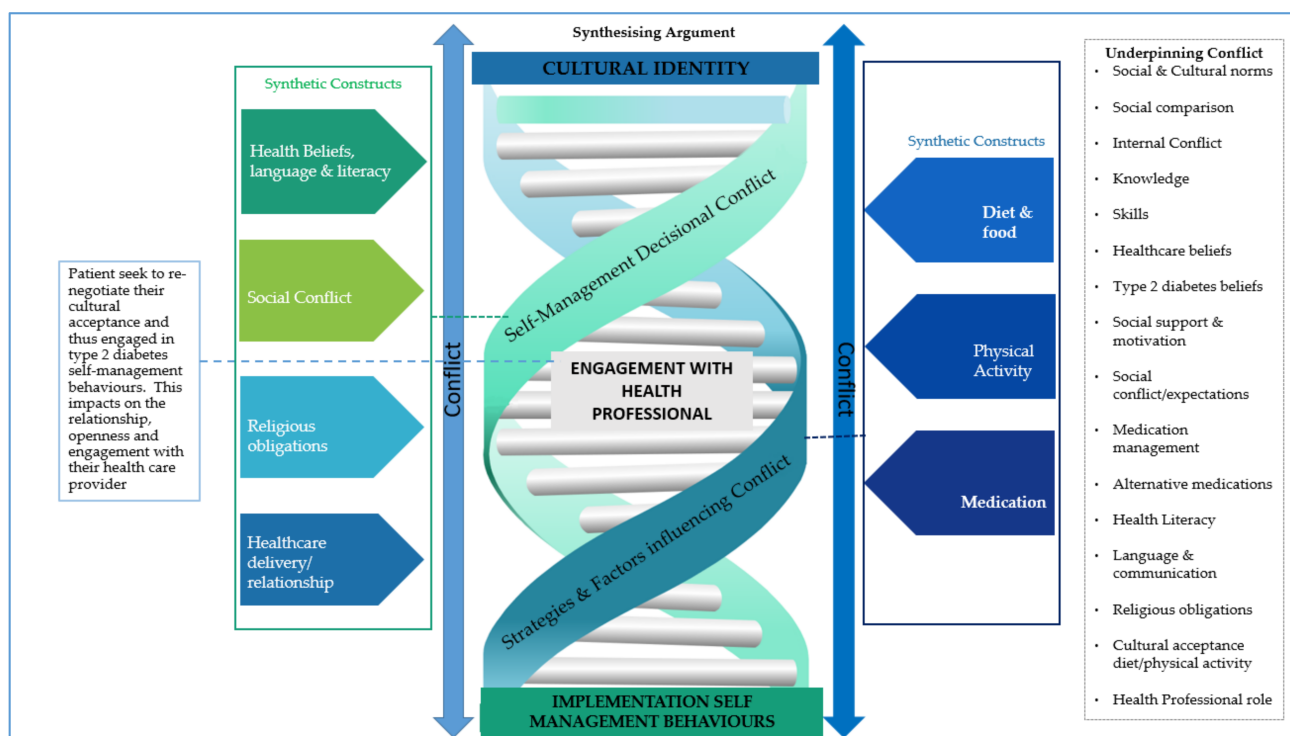 Synthesising Argument
CULTURAL IDENTITY
Synthetic Constructs
Health Beliefs,
language & literacy
Social Conflict
Religious
obligations
Healthcare
delivery/
relationship
Patient seek to re-
negotiate their
cultural
acceptance and
thus engaged in
type 2 diabetes
self-management
behaviours. This
impacts on the
relationship,
openness and
engagement with
their health care
provider
Conflict
Self-Management Decisional Conflict
ENGAGEMENT WITH
HEALTH
PROFESSIONAL
Strategies & Factors influencing Conflict
IMPLEMENTATION SELF
MANAGEMENT BEHAVIOURS
Conflict
Synthetic Constructs
Diet &
food
Physical
Activity
Medication
Underpinning Conflict
• Social & Cultural norms
• Social comparison
• Internal Conflict
• Knowledge
• Skills
• Healthcare beliefs
• Type 2 diabetes beliefs
• Social support &
motivation
• Social
conflict/expectations
• Medication
management
• Alternative medications
• Health Literacy
• Language &
communication
• Religious obligations
• Cultural acceptance
diet/physical activity
• Health Professional role